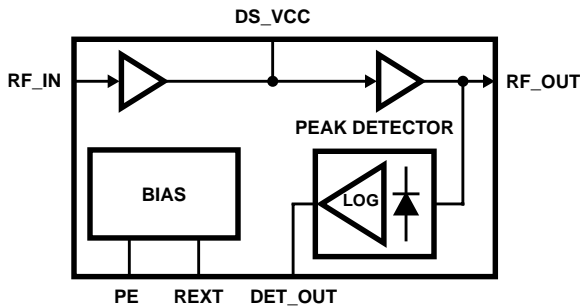 DS_VCC
RF_IN
RF_OUT
PEAK DETECTOR
BIAS
LOG
PE
REXT
DET_OUT